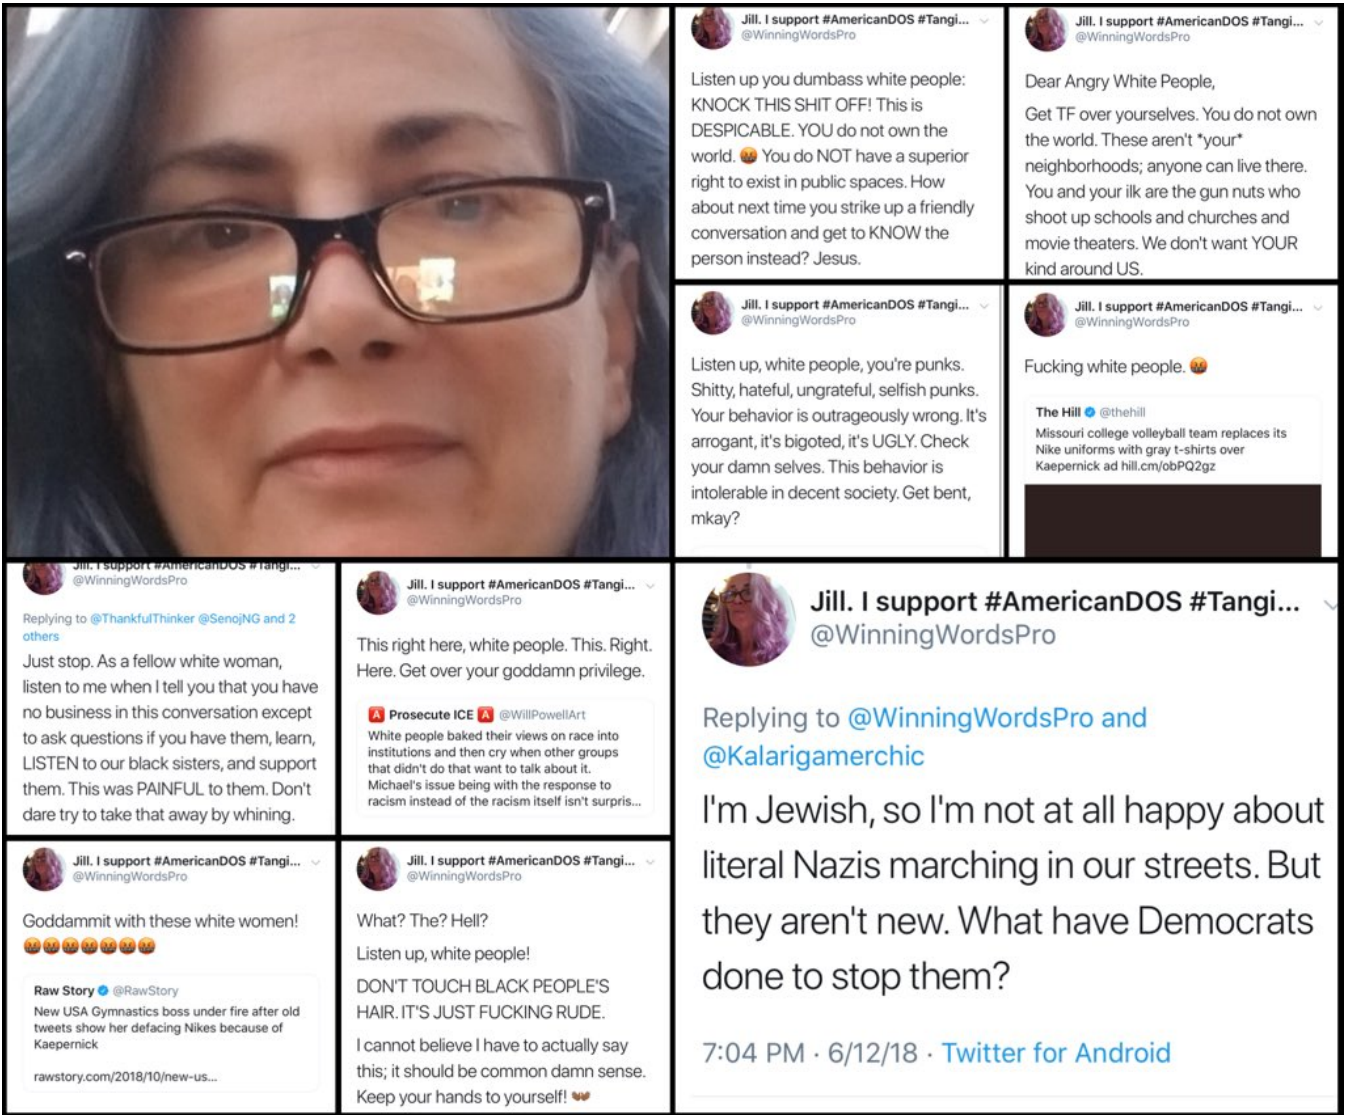 Jill. I support #AmericanDOS #Tangi...
@WinningWordsPro
Listen up you dumbass white people:
KNOCK THIS SHIT OFF! This is
DESPICABLE. YOU do not own the
world. 🤬 You do NOT have a superior
right to exist in public spaces. How
about next time you strike up a friendly
conversation and get to KNOW the
person instead? Jesus.
Jill. I support #AmericanDOS #Tangi...
@WinningWordsPro
Dear Angry White People,
Get TF over yourselves. You do not own
the world. These aren't *your*
neighborhoods; anyone can live there.
You and your ilk are the gun nuts who
shoot up schools and churches and
movie theaters. We don't want YOUR
kind around US.
Jill. I support #AmericanDOS #Tangi...
@WinningWordsPro
Listen up, white people, you're punks.
Shitty, hateful, ungrateful, selfish punks.
Your behavior is outrageously wrong. It's
arrogant, it's bigoted, it's UGLY. Check
your damn selves. This behavior is
intolerable in decent society. Get bent,
mkay?
Jill. I support #AmericanDOS #Tangi...
@WinningWordsPro
Fucking white people. 🤬
The Hill @thehill
Missouri college volleyball team replaces its
Nike uniforms with gray t-shirts over
Kaepernick ad hill.cm/obPQ2gz
Jill. I support #AmericanDOS #Tangi...
@WinningWordsPro
Replying to @ThankfulThinker @SenojNG and 2
others
Just stop. As a fellow white woman,
listen to me when I tell you that you have
no business in this conversation except
to ask questions if you have them, learn,
LISTEN to our black sisters, and support
them. This was PAINFUL to them. Don't
dare try to take that away by whining.
Jill. I support #AmericanDOS #Tangi...
@WinningWordsPro
This right here, white people. This. Right.
Here. Get over your goddamn privilege.
🅰 Prosecute ICE 🅰 @WillPowellArt
White people baked their views on race into
institutions and then cry when other groups
that didn't do that want to talk about it.
Michael's issue being with the response to
racism instead of the racism itself isn't surpris...
Jill. I support #AmericanDOS #Tangi...
@WinningWordsPro
Goddammit with these white women!
🤬🤬🤬🤬🤬🤬🤬
Raw Story @RawStory
New USA Gymnastics boss under fire after old
tweets show her defacing Nikes because of
Kaepernick
rawstory.com/2018/10/new-us...
Jill. I support #AmericanDOS #Tangi...
@WinningWordsPro
What? The? Hell?
Listen up, white people!
DON'T TOUCH BLACK PEOPLE'S
HAIR. IT'S JUST FUCKING RUDE.
I cannot believe I have to actually say
this; it should be common damn sense.
Keep your hands to yourself!
Jill. I support #AmericanDOS #Tangi...
@WinningWordsPro
Replying to @WinningWordsPro and
@Kalarigamerchic
I'm Jewish, so I'm not at all happy about
literal Nazis marching in our streets. But
they aren't new. What have Democrats
done to stop them?
7:04 PM · 6/12/18 · Twitter for Android